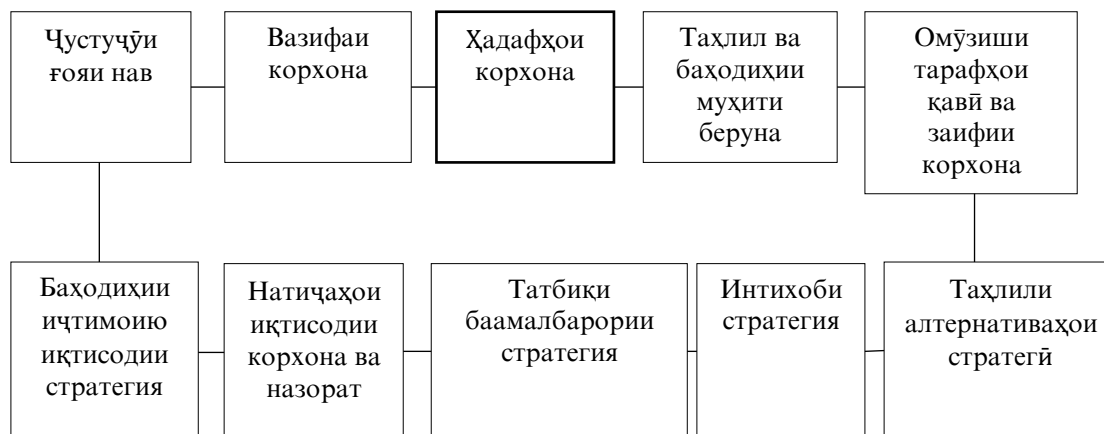 Ҷустуҷӯи
ғояи нав
Вазифаи
корхона
Ҳадафҳои
корхона
Таҳлил ва
баҳодиҳии
муҳити
беруна
Омӯзиши
тарафҳои
қавӣ ва
заифии
корхона
Баҳодиҳии
иҷтимоию
иқтисодии
стратегия
Натиҷаҳои
иқтисодии
корхона ва
назорат
Татбиқи
баамалбарории
стратегия
Интихоби
стратегия
Таҳлили
алтернативаҳои
стратегӣ